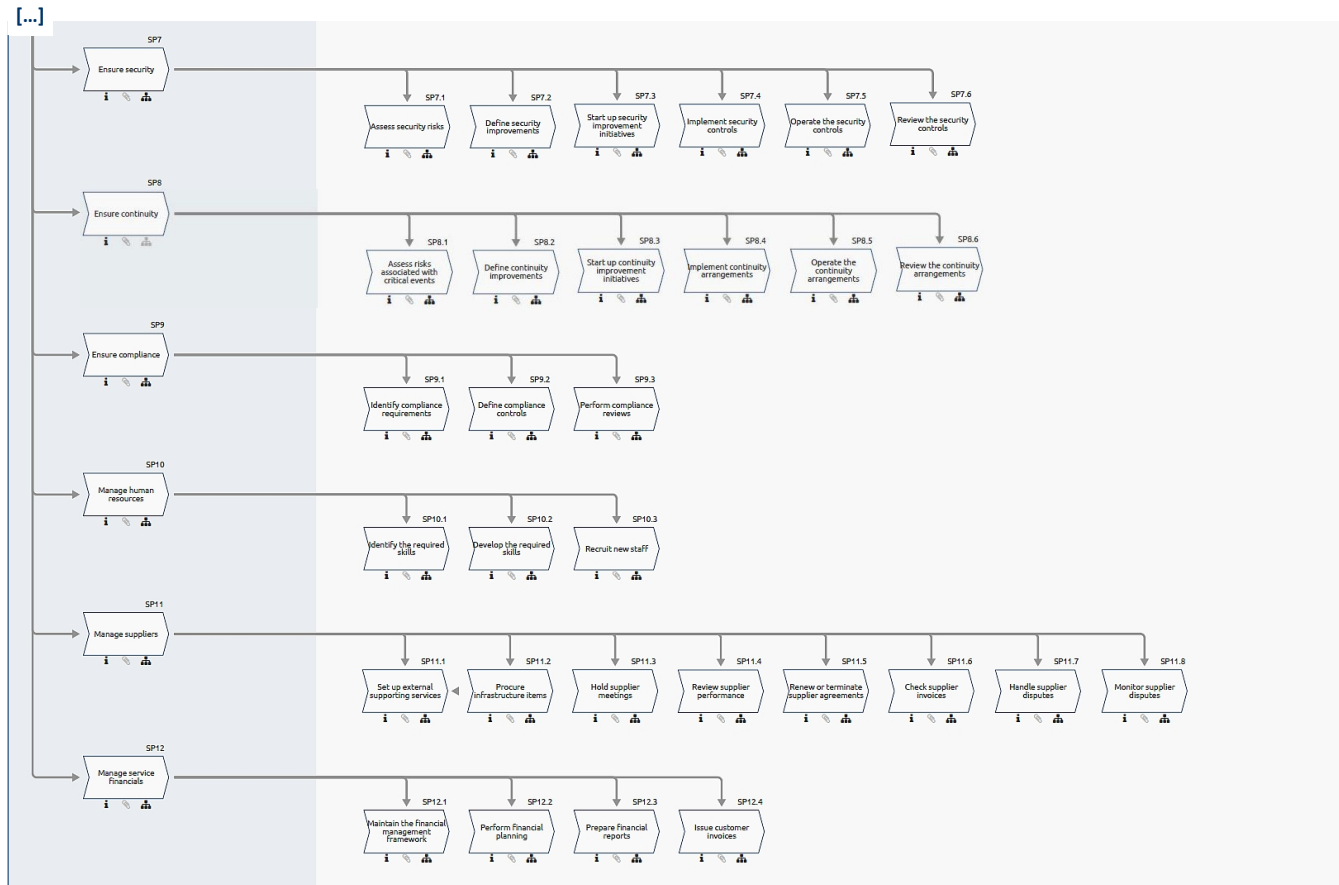 [...]
SP7
Ensure security
SP7.1
Assess security risks
SP7.2
Define security
improvements
SP7.3
Start up security
improvement
initiatives
SP7.4
Implement security
controls
SP7.5
Operate the security
controls
SP7.6
Review the security
controls
SP8
Ensure continuity
SP8.1
Assess risks
associated with
critical events
SP8.2
Define continuity
improvements
SP8.3
Start up continuity
improvement
initiatives
SP8.4
Implement continuity
arrangements
SP8.5
Operate the
continuity
arrangements
SP8.6
Review the continuity
arrangements
SP9
Ensure compliance
SP9.1
Identify compliance
requirements
SP9.2
Define compliance
controls
SP9.3
Perform compliance
reviews
SP10
Manage human
resources
SP10.1
Identify the required
skills
SP10.2
Develop the required
skills
SP10.3
Recruit new staff
SP11
Manage suppliers
SP11.1
Set up external
supporting services
SP11.2
Procure
infrastructure items
SP11.3
Hold supplier
meetings
SP11.4
Review supplier
performance
SP11.5
Renew or terminate
supplier agreements
SP11.6
Check supplier
invoices
SP11.7
Handle supplier
disputes
SP11.8
Monitor supplier
disputes
SP12
Manage service
financials
SP12.1
Maintain the financial
management
framework
SP12.2
Perform financial
planning
SP12.3
Prepare financial
reports
SP12.4
Issue customer
invoices